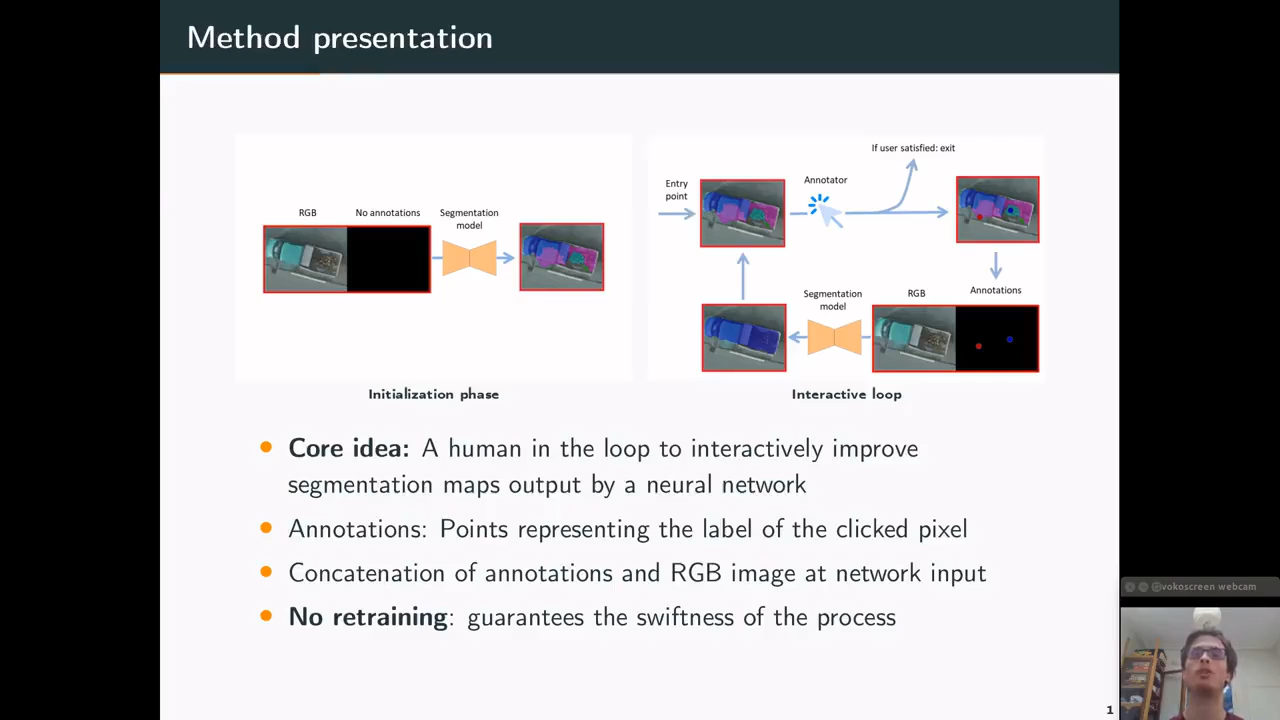 Method presentation
RGB
No annotations
Segmentation
model
Initialization phase
Entry
point
Annotator
If user satisfied: exit
Annotations
Segmentation
model
RGB
Interactive loop
Core idea: A human in the loop to interactively improve
segmentation maps output by a neural network
Annotations: Points representing the label of the clicked pixel
Concatenation of annotations and RGB image at network input
No retraining: guarantees the swiftness of the process
vokoscreen webcam
1